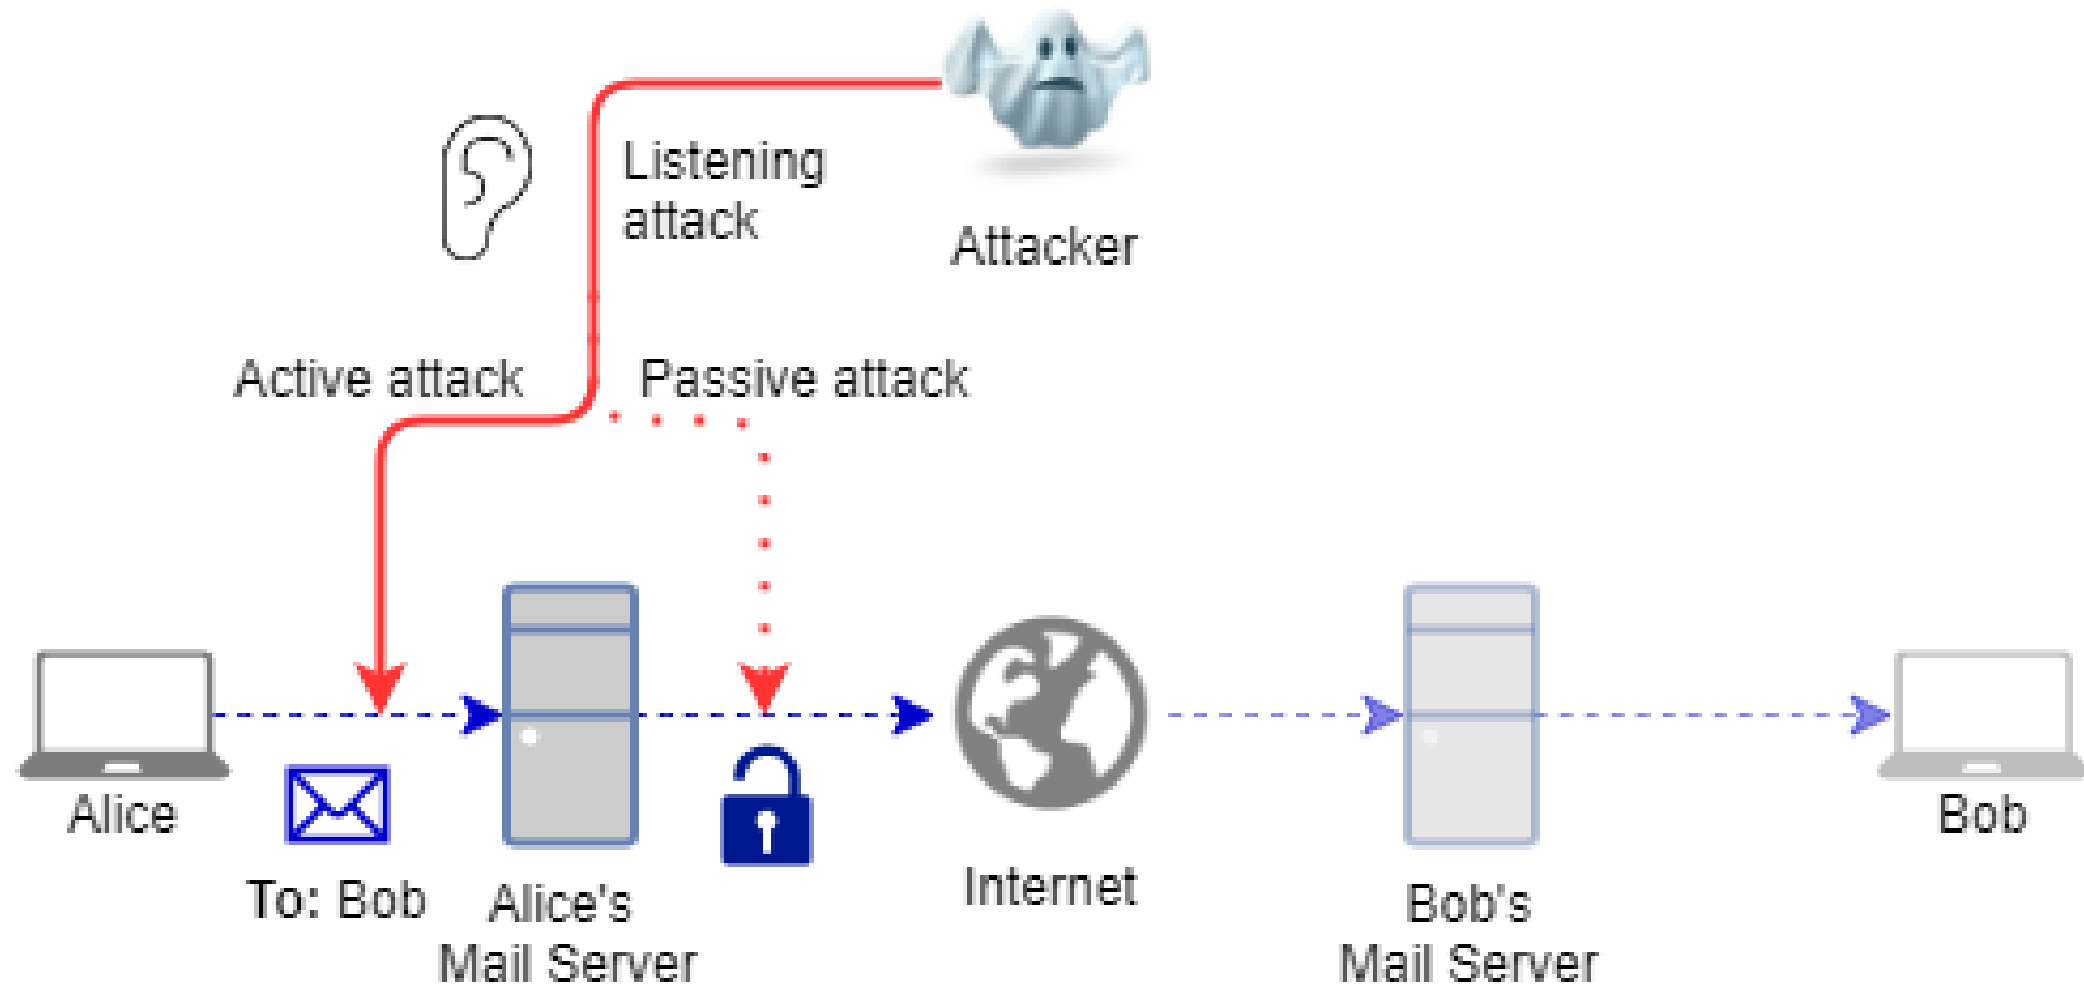 Listening
attack
Attacker
Active attack
Passive attack
Alice
To: Bob
Alice's
Mail Server
Internet
Bob's
Mail Server
Bob